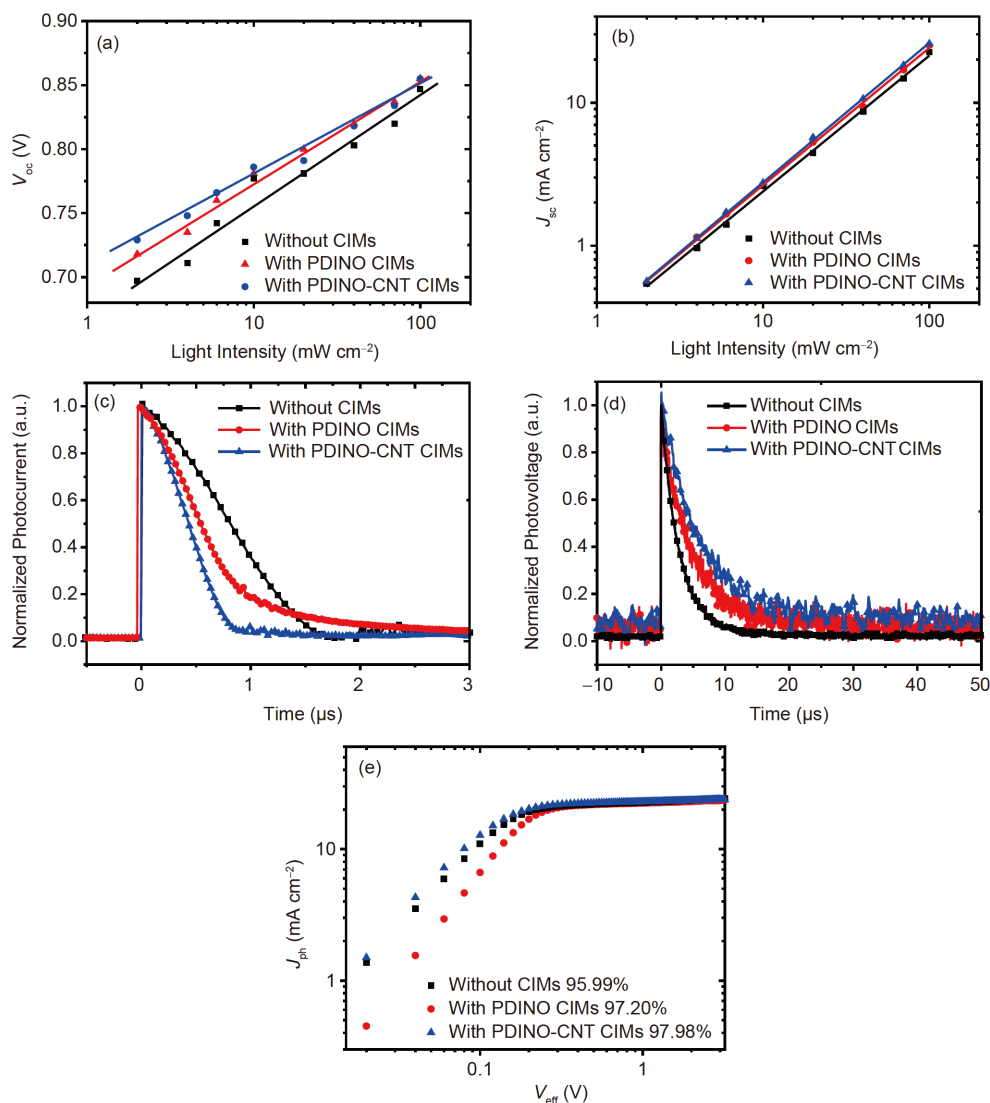 (a)
0.90
0.85
0.80
0.75
0.70
V_oc (V)
Without CIMs
With PDINO CIMs
With PDINO-CNT CIMs
1
10
100
Light Intensity (mW cm⁻²)
(b)
10
1
J_sc (mA cm⁻²)
Without CIMs
With PDINO CIMs
With PDINO-CNT CIMs
1
10
100
Light Intensity (mW cm⁻²)
(c)
1.0
0.8
0.6
0.4
0.2
0.0
Normalized Photocurrent (a.u.)
Without CIMs
With PDINO CIMs
With PDINO-CNT CIMs
0
1
2
3
Time (µs)
(d)
1.0
0.8
0.6
0.4
0.2
0.0
Normalized Photovoltage (a.u.)
Without CIMs
With PDINO CIMs
With PDINO-CNT CIMs
–10
0
10
20
30
40
50
Time (µs)
(e)
10
1
J_ph (mA cm⁻²)
Without CIMs 95.99%
With PDINO CIMs 97.20%
With PDINO-CNT CIMs 97.98%
0.1
1
V_eff (V)